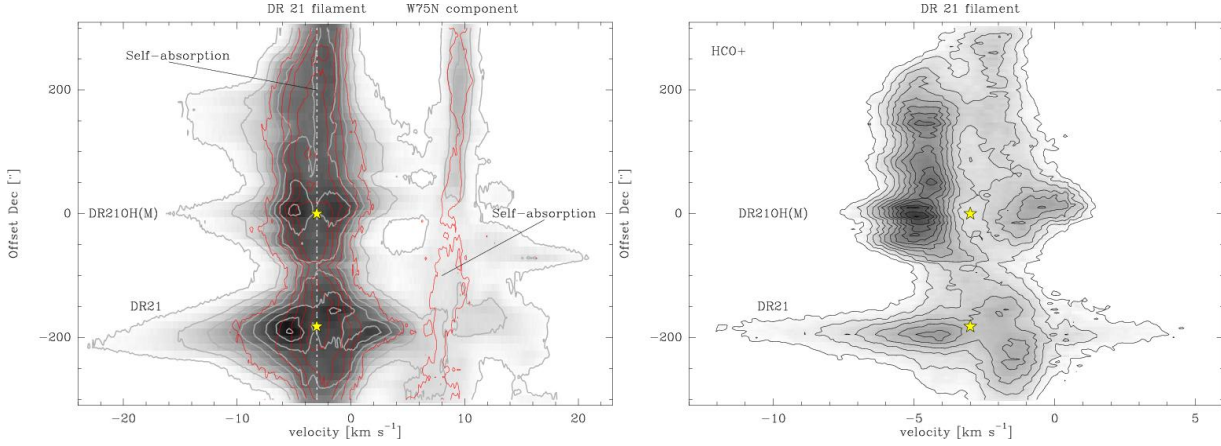 DR 21 filament
W75N component
Self-absorption
200
0
-200
DR21OH(M)
DR21
Self-absorption
Offset Dec ["]
-20
-10
0
10
20
velocity [km s⁻¹]
DR 21 filament
HCO+
200
0
-200
DR21OH(M)
DR21
Offset Dec ["]
-10
-5
0
5
velocity [km s⁻¹]